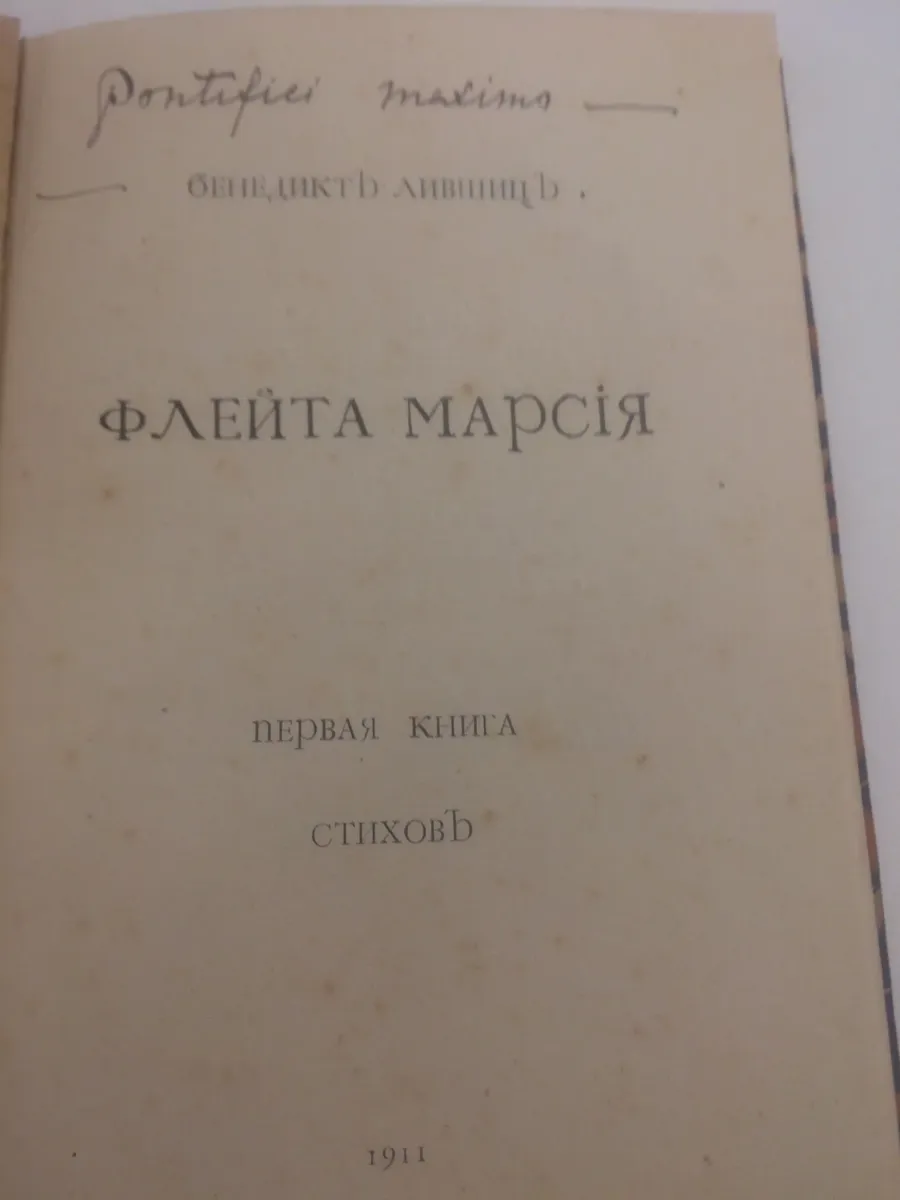 Pontifici maximo —
— БЕНЕДИКТЪ ЛИВШИЦЪ .
ФЛЕЙТА МАРСІЯ
ПЕРВАЯ КНИГА
СТИХОВЪ
1911